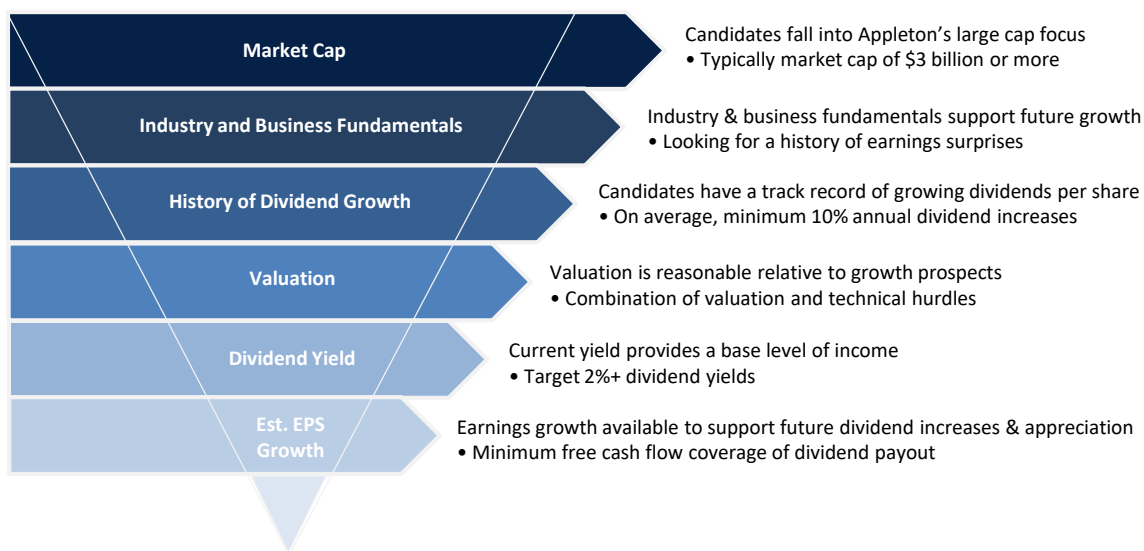 Market Cap
Candidates fall into Appleton’s large cap focus
• Typically market cap of $3 billion or more
Industry and Business Fundamentals
Industry & business fundamentals support future growth
• Looking for a history of earnings surprises
History of Dividend Growth
Candidates have a track record of growing dividends per share
• On average, minimum 10% annual dividend increases
Valuation
Valuation is reasonable relative to growth prospects
• Combination of valuation and technical hurdles
Dividend Yield
Current yield provides a base level of income
• Target 2%+ dividend yields
Est. EPS
Growth
Earnings growth available to support future dividend increases & appreciation
• Minimum free cash flow coverage of dividend payout